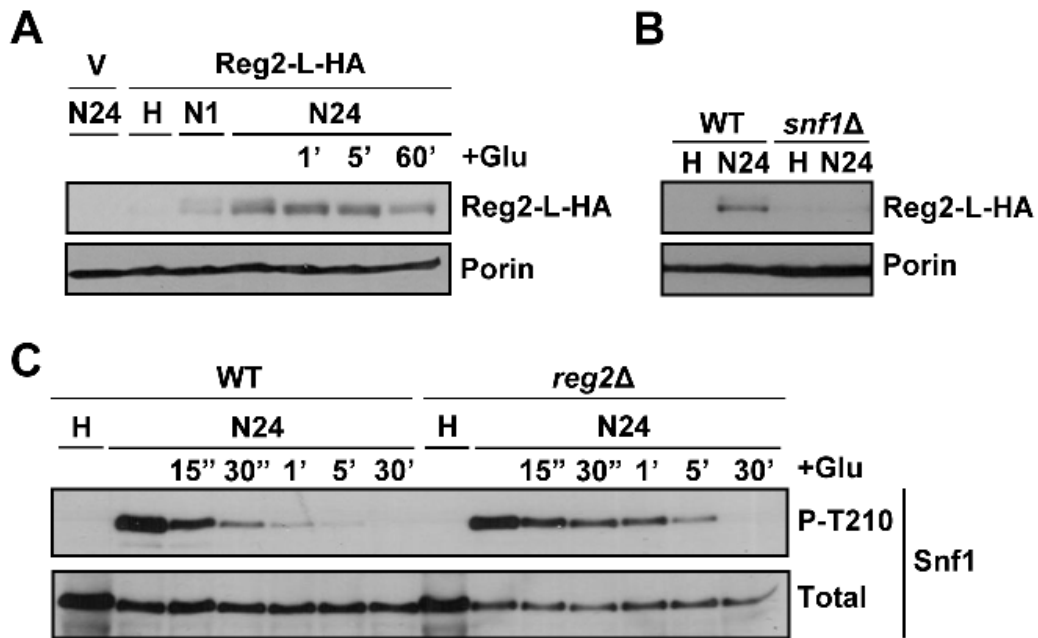 A
V Reg2-L-HA
N24 H N1 N24
1’ 5’ 60’ +Glu
Reg2-L-HA
Porin
B
WT snf1Δ
H N24 H N24
Reg2-L-HA
Porin
C
WT reg2Δ
H N24 H N24
15” 30” 1’ 5’ 30’ 15” 30” 1’ 5’ 30’ +Glu
P-T210
Snf1
Total